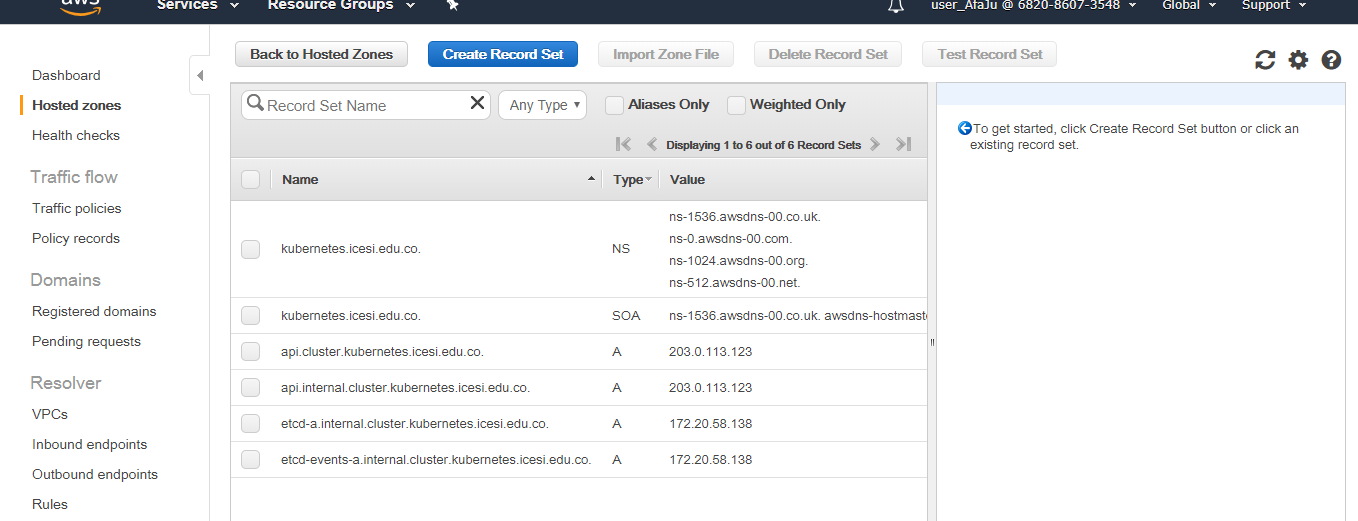 aws Services Resource Groups user_AfaJu @ 6820-8607-3548 Global Support
Back to Hosted Zones Create Record Set Import Zone File Delete Record Set Test Record Set
Dashboard
Hosted zones
Health checks
Traffic flow
Traffic policies
Policy records
Domains
Registered domains
Pending requests
Resolver
VPCs
Inbound endpoints
Outbound endpoints
Rules
Record Set Name Any Type Aliases Only Weighted Only
Displaying 1 to 6 out of 6 Record Sets
Name Type Value
kubernetes.icesi.edu.co. NS ns-1536.awsdns-00.co.uk.
ns-0.awsdns-00.com.
ns-1024.awsdns-00.org.
ns-512.awsdns-00.net.
kubernetes.icesi.edu.co. SOA ns-1536.awsdns-00.co.uk. awsdns-hostmaste
api.cluster.kubernetes.icesi.edu.co. A 203.0.113.123
api.internal.cluster.kubernetes.icesi.edu.co. A 203.0.113.123
etcd-a.internal.cluster.kubernetes.icesi.edu.co. A 172.20.58.138
etcd-events-a.internal.cluster.kubernetes.icesi.edu.co. A 172.20.58.138
To get started, click Create Record Set button or click an
existing record set.